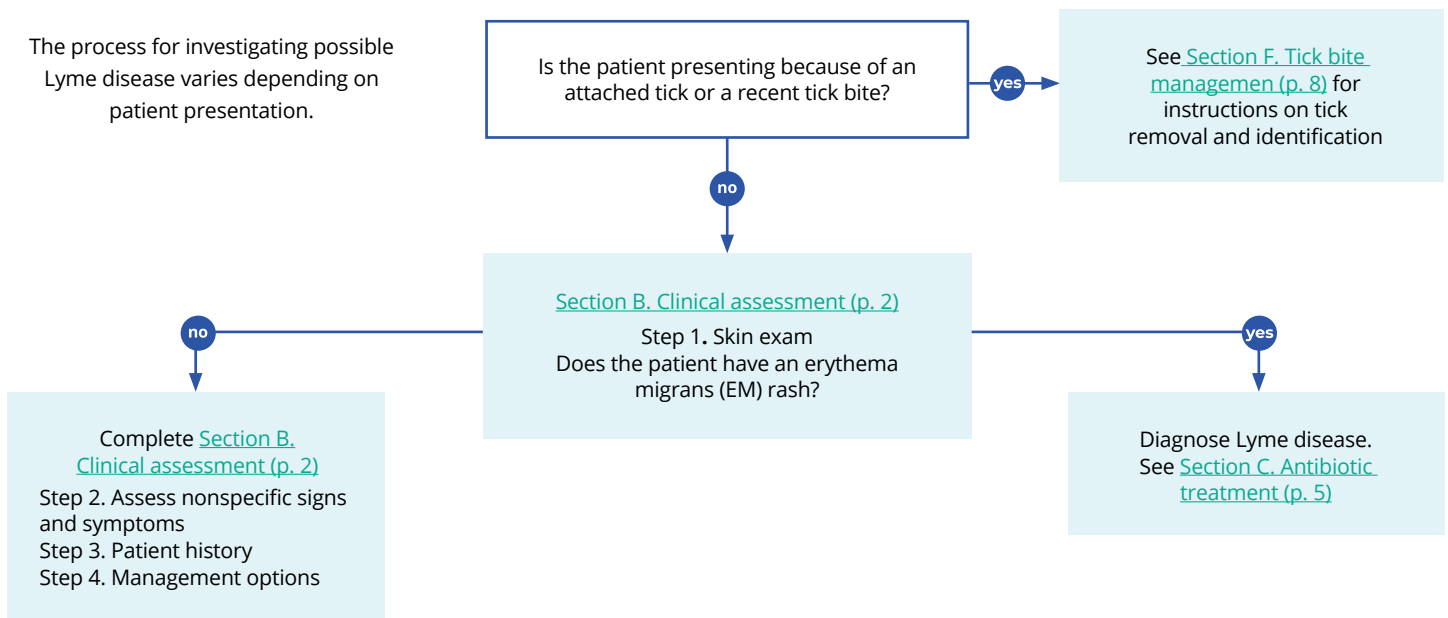 The process for investigating possible
Lyme disease varies depending on
patient presentation.
Is the patient presenting because of an
attached tick or a recent tick bite?
yes
See Section F. Tick bite
managemen (p. 8) for
instructions on tick
removal and identification
no
Section B. Clinical assessment (p. 2)
Step 1. Skin exam
Does the patient have an erythema
migrans (EM) rash?
no
Complete Section B.
Clinical assessment (p. 2)
Step 2. Assess nonspecific signs
and symptoms
Step 3. Patient history
Step 4. Management options
yes
Diagnose Lyme disease.
See Section C. Antibiotic
treatment (p. 5)